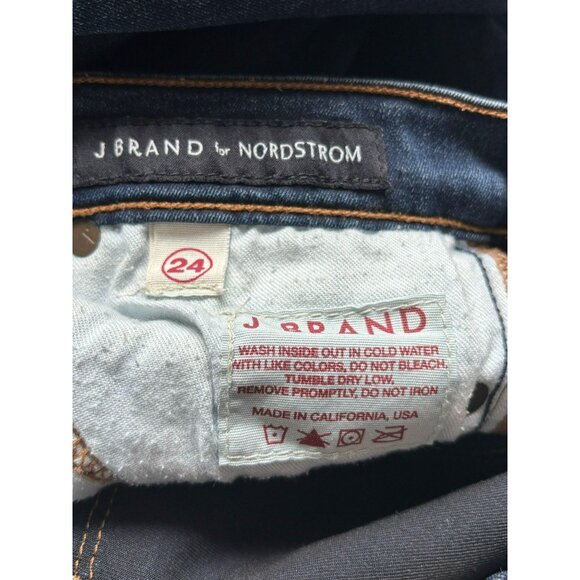 J BRAND for NORDSTROM
24
J BRAND
WASH INSIDE OUT IN COLD WATER
WITH LIKE COLORS, DO NOT BLEACH,
TUMBLE DRY LOW.
REMOVE PROMPTLY, DO NOT IRON
MADE IN CALIFORNIA, USA